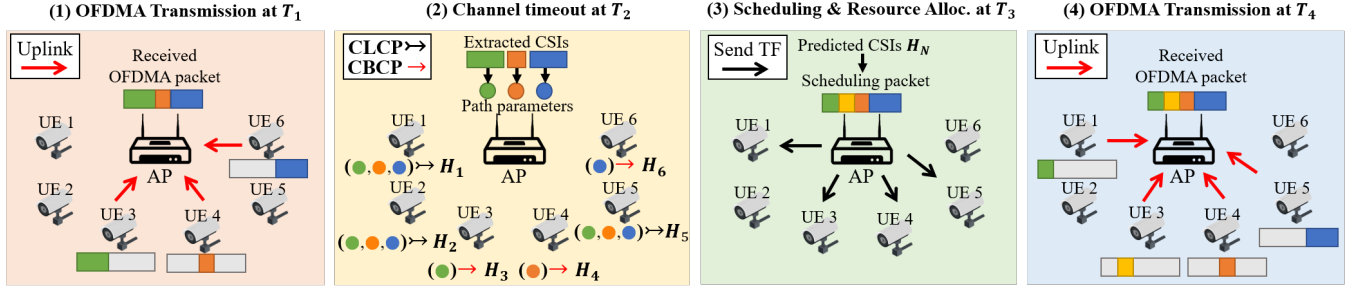 (1) OFDMA Transmission at T₁
Uplink
Received
OFDMA packet
UE 1
UE 6
AP
UE 2
UE 5
UE 3
UE 4
(2) Channel timeout at T₂
CLCP ↣
CBCP →
Extracted CSIs
Path parameters
UE 1
UE 6
( , , )↣ H₁
AP
( )→ H₆
UE 2
UE 5
UE 3
UE 4
( , , )↣ H₂
( , , )↣H₅
( )→ H₃
( )→ H₄
(3) Scheduling & Resource Alloc. at T₃
Send TF
Predicted CSIs H_N
Scheduling packet
UE 1
UE 6
AP
UE 2
UE 5
UE 3
UE 4
(4) OFDMA Transmission at T₄
Uplink
Received
OFDMA packet
UE 1
UE 6
AP
UE 2
UE 5
UE 3
UE 4